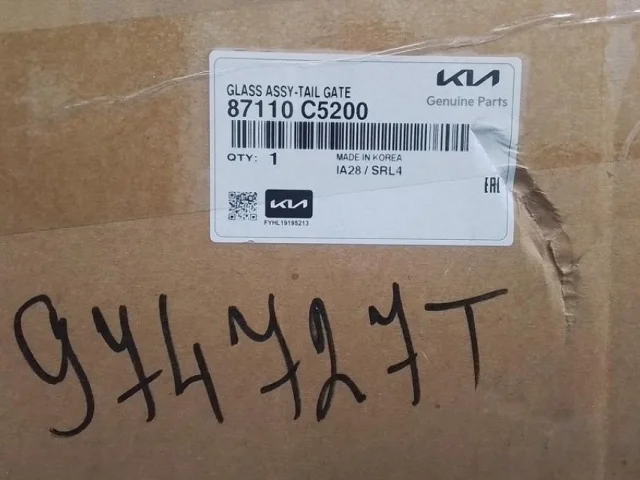 GLASS ASSY-TAIL GATE
87110 C5200
KIA
Genuine Parts
QTY: 1
MADE IN KOREA
IA28 / SRL4
EAC
KIA
FYHL19195213
974727T